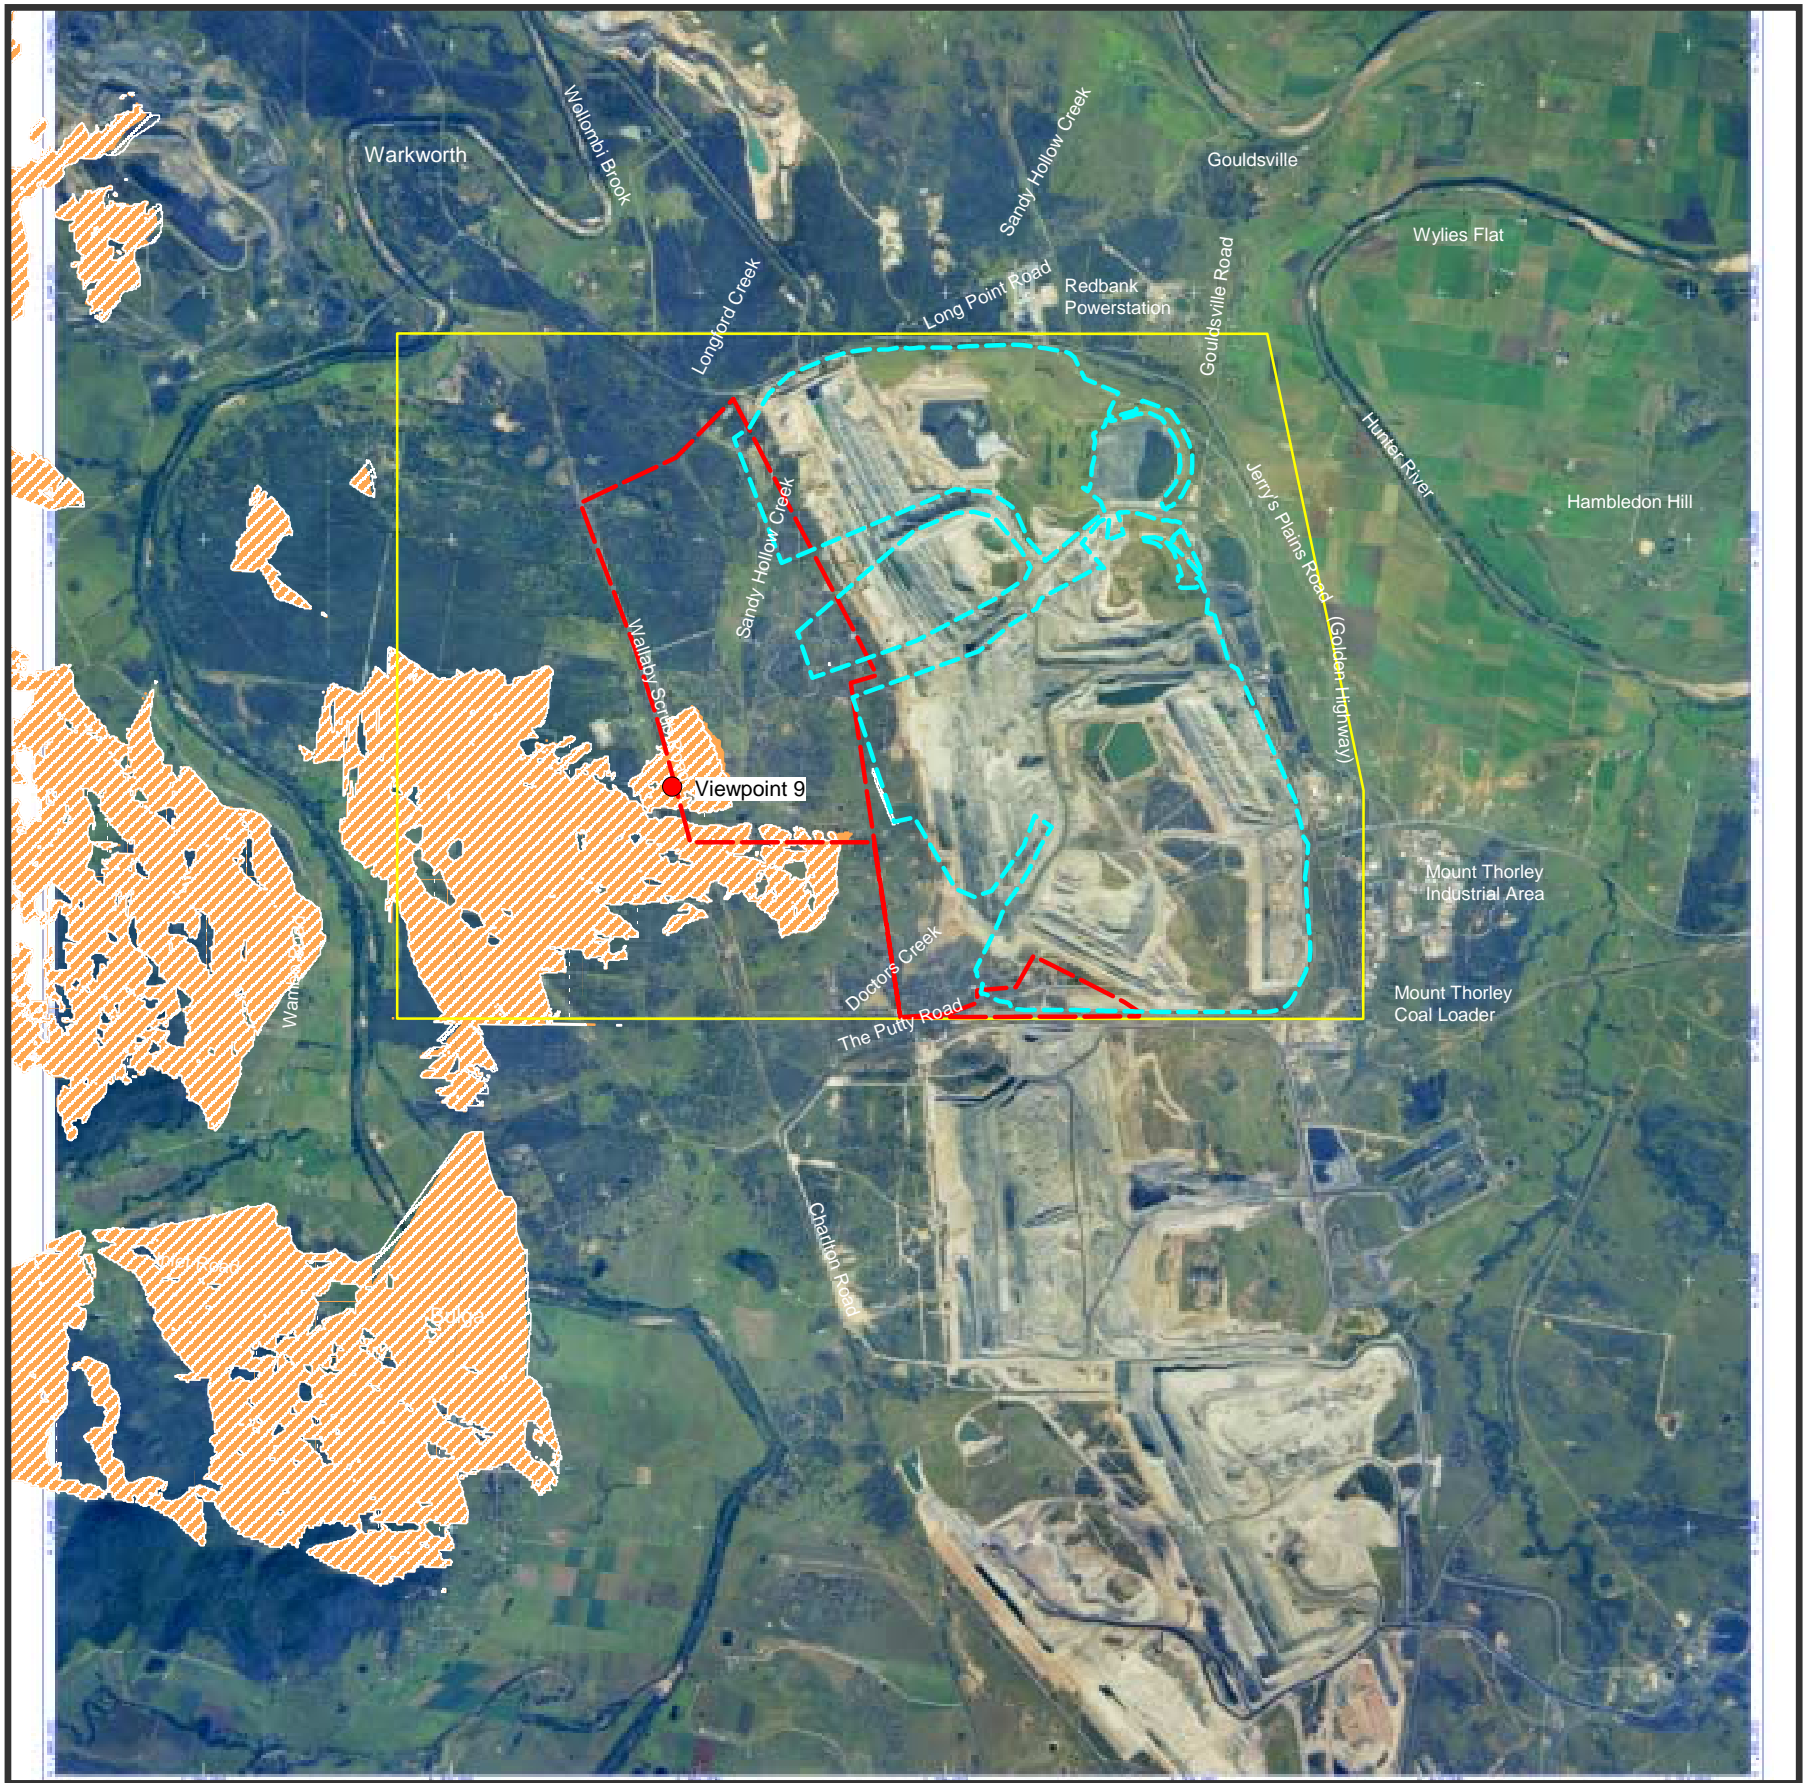 Wollombi Brook
Warkworth
Sandy Hollow Creek
Gouldsville
Wylies Flat
Longford Creek
Long Point Road
Redbank
Powerstation
Gouldsville Road
Hunter River
Hambledon Hill
Jerry's Plains Road (Golden Highway)
Sandy Hollow Creek
Wallaby Scrub
Viewpoint 9
Mount Thorley
Industrial Area
Doctors Creek
The Putty Road
Mount Thorley
Coal Loader
Charlton Road
Bulga